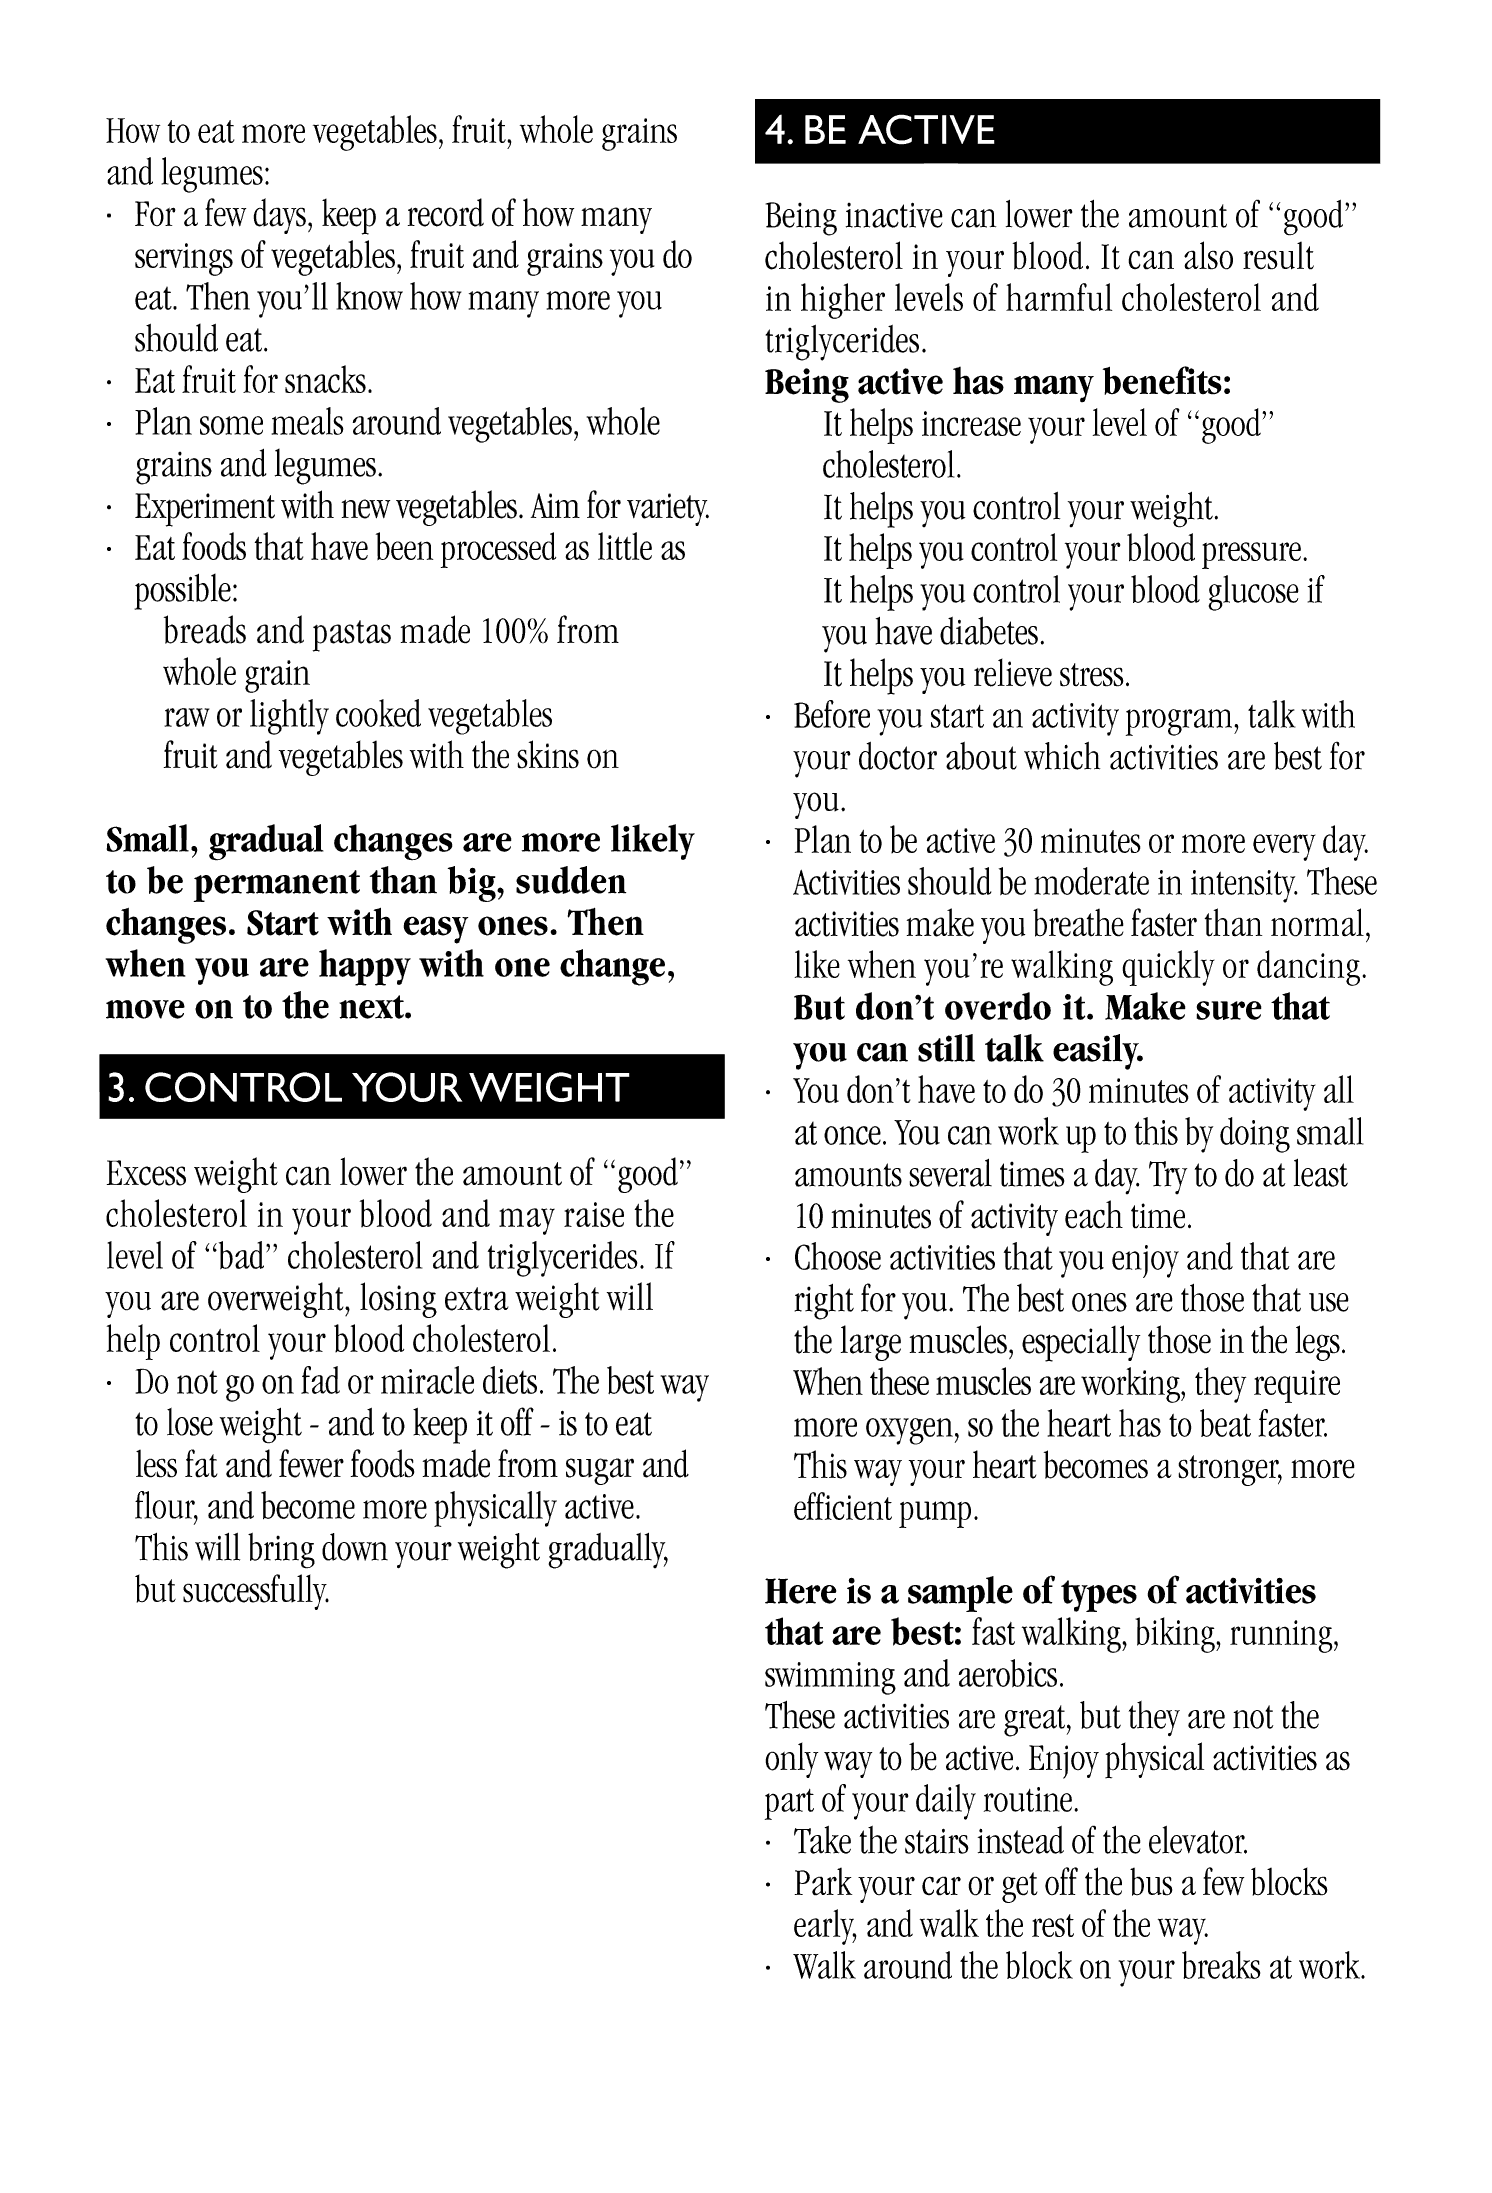 How to eat more vegetables, fruit, whole grains
and legumes:
· For a few days, keep a record of how many
servings of vegetables, fruit and grains you do
eat. Then you’ll know how many more you
should eat.
· Eat fruit for snacks.
· Plan some meals around vegetables, whole
grains and legumes.
· Experiment with new vegetables. Aim for variety.
· Eat foods that have been processed as little as
possible:
breads and pastas made 100% from
whole grain
raw or lightly cooked vegetables
fruit and vegetables with the skins on
Small, gradual changes are more likely
to be permanent than big, sudden
changes. Start with easy ones. Then
when you are happy with one change,
move on to the next.
3. CONTROL YOUR WEIGHT
Excess weight can lower the amount of “good”
cholesterol in your blood and may raise the
level of “bad” cholesterol and triglycerides. If
you are overweight, losing extra weight will
help control your blood cholesterol.
· Do not go on fad or miracle diets. The best way
to lose weight - and to keep it off - is to eat
less fat and fewer foods made from sugar and
flour, and become more physically active.
This will bring down your weight gradually,
but successfully.
4. BE ACTIVE
Being inactive can lower the amount of “good”
cholesterol in your blood. It can also result
in higher levels of harmful cholesterol and
triglycerides.
Being active has many benefits:
It helps increase your level of “good”
cholesterol.
It helps you control your weight.
It helps you control your blood pressure.
It helps you control your blood glucose if
you have diabetes.
It helps you relieve stress.
· Before you start an activity program, talk with
your doctor about which activities are best for
you.
· Plan to be active 30 minutes or more every day.
Activities should be moderate in intensity. These
activities make you breathe faster than normal,
like when you’re walking quickly or dancing.
But don’t overdo it. Make sure that
you can still talk easily.
· You don’t have to do 30 minutes of activity all
at once. You can work up to this by doing small
amounts several times a day. Try to do at least
10 minutes of activity each time.
· Choose activities that you enjoy and that are
right for you. The best ones are those that use
the large muscles, especially those in the legs.
When these muscles are working, they require
more oxygen, so the heart has to beat faster.
This way your heart becomes a stronger, more
efficient pump.
Here is a sample of types of activities
that are best: fast walking, biking, running,
swimming and aerobics.
These activities are great, but they are not the
only way to be active. Enjoy physical activities as
part of your daily routine.
· Take the stairs instead of the elevator.
· Park your car or get off the bus a few blocks
early, and walk the rest of the way.
· Walk around the block on your breaks at work.